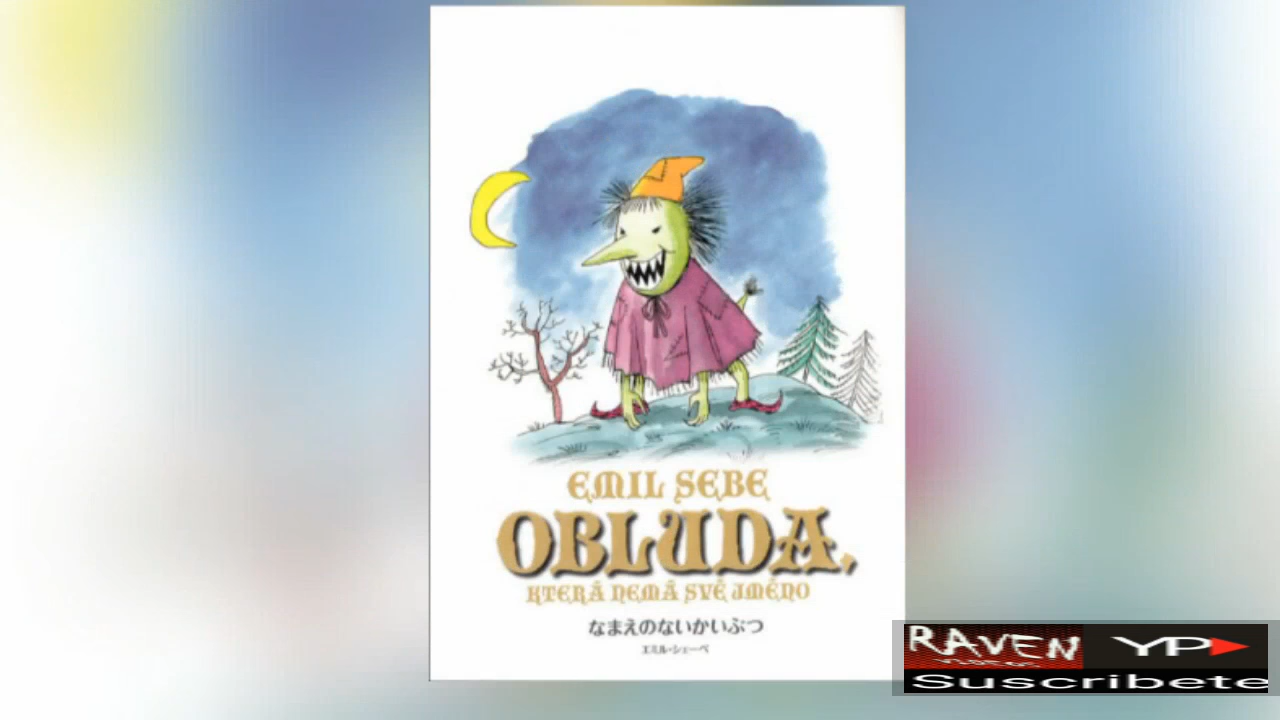 EMIL SEBE
OBLUDA,
KTERÁ NEMÁ SVÉ JMÉNO
なまえのないかいぶつ
エミル・シェーベ
RAVEN
VIDEOS
YP
Suscribete